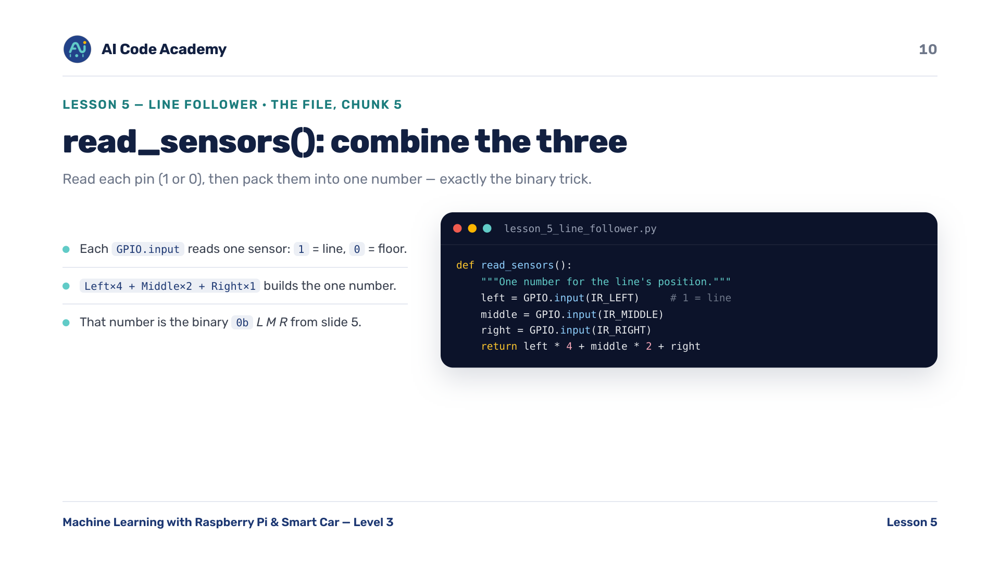 AI Code Academy
10
LESSON 5 — LINE FOLLOWER • THE FILE, CHUNK 5
read_sensors(): combine the three
Read each pin (1 or 0), then pack them into one number — exactly the binary trick.
Each GPIO.input reads one sensor: 1 = line, 0 = floor.
Left×4 + Middle×2 + Right×1 builds the one number.
That number is the binary 0b L M R from slide 5.
lesson_5_line_follower.py
def read_sensors():
    """One number for the line's position."""
    left = GPIO.input(IR_LEFT)     # 1 = line
    middle = GPIO.input(IR_MIDDLE)
    right = GPIO.input(IR_RIGHT)
    return left * 4 + middle * 2 + right
Machine Learning with Raspberry Pi & Smart Car — Level 3
Lesson 5